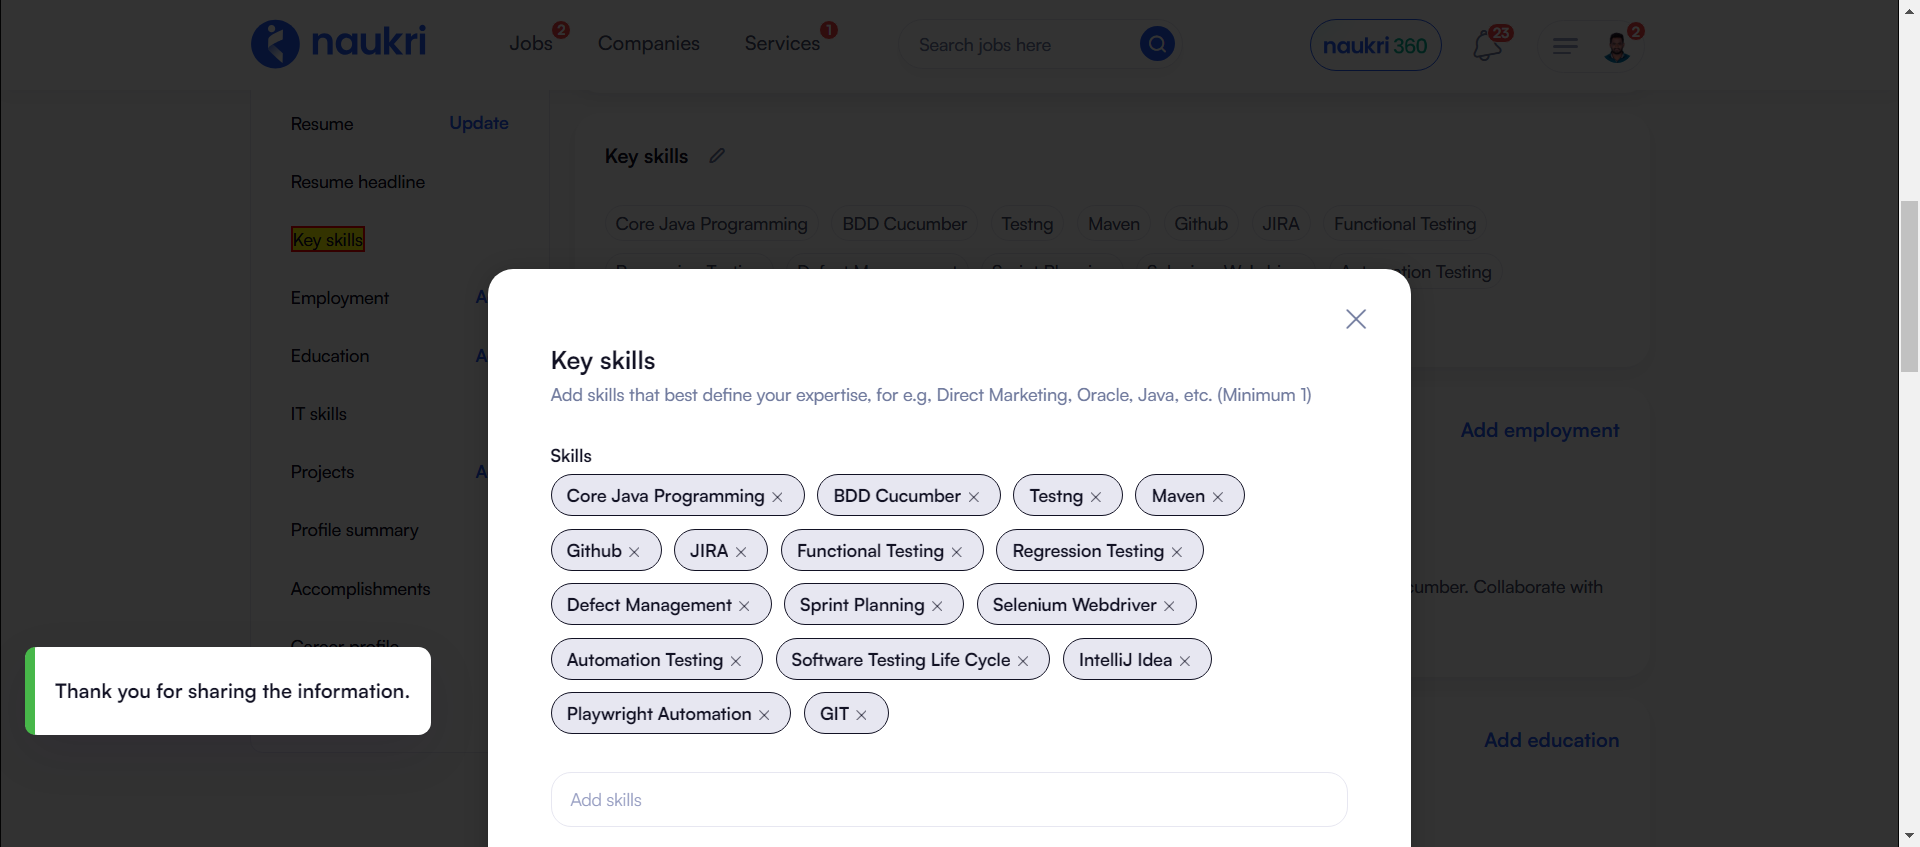 naukri
Jobs 2
Companies
Services 1
Search jobs here
naukri 360
23
2
Resume
Update
Resume headline
Key skills
Employment
A
Education
A
IT skills
Projects
A
Profile summary
Accomplishments
Career profile
Key skills
Core Java Programming BDD Cucumber Testng Maven Github JIRA Functional Testing
tion Testing
Add employment
cumber. Collaborate with
Add education
Key skills
Add skills that best define your expertise, for e.g, Direct Marketing, Oracle, Java, etc. (Minimum 1)
Skills
Core Java Programming BDD Cucumber Testng Maven
Github JIRA Functional Testing Regression Testing
Defect Management Sprint Planning Selenium Webdriver
Automation Testing Software Testing Life Cycle IntelliJ Idea
Playwright Automation GIT
Add skills
Thank you for sharing the information.